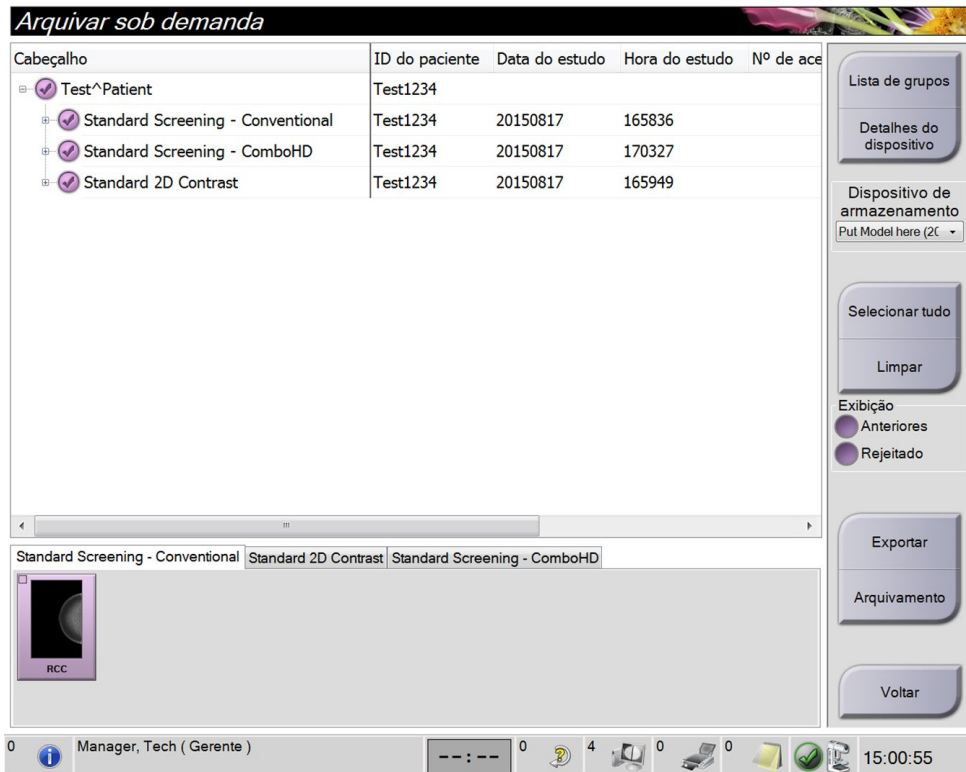 Arquivar sob demanda
Cabeçalho ID do paciente Data do estudo Hora do estudo Nº de ace
Test^Patient Test1234
Standard Screening - Conventional Test1234 20150817 165836
Standard Screening - ComboHD Test1234 20150817 170327
Standard 2D Contrast Test1234 20150817 165949
Lista de grupos
Detalhes do
dispositivo
Dispositivo de
armazenamento
Put Model here (20
Selecionar tudo
Limpar
Exibição
Anteriores
Rejeitado
Exportar
Arquivamento
Voltar
Standard Screening - Conventional Standard 2D Contrast Standard Screening - ComboHD
RCC
0 Manager, Tech ( Gerente ) --:-- 0 4 0 0 15:00:55